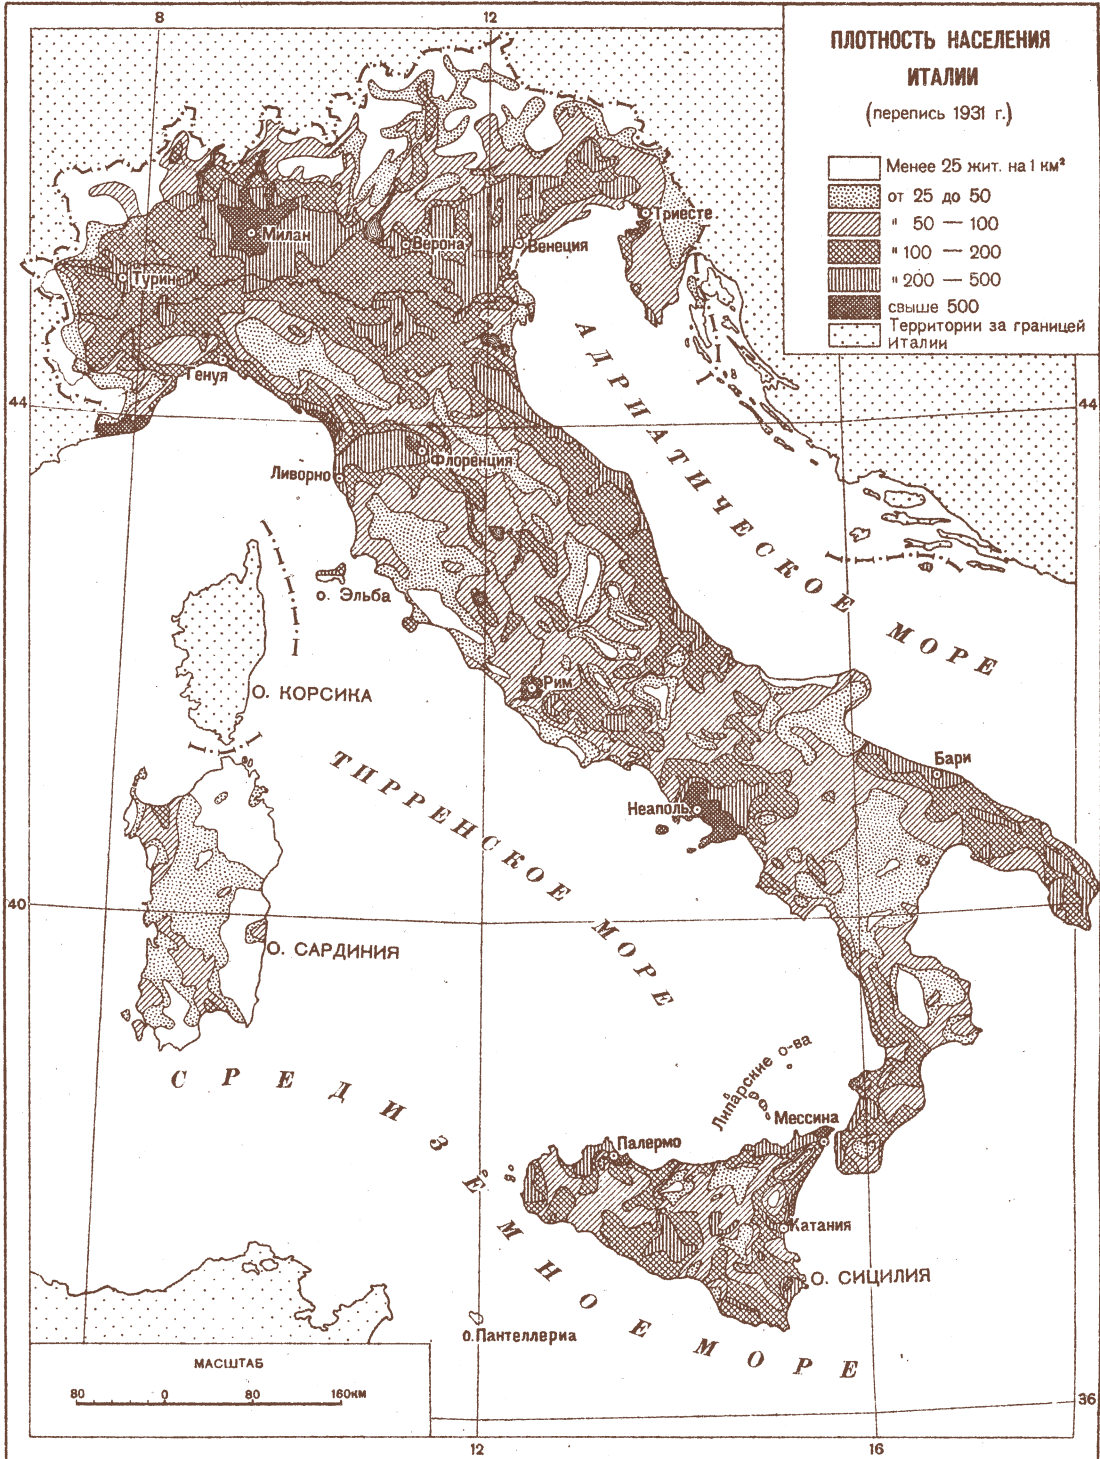 8
12
ПЛОТНОСТЬ НАСЕЛЕНИЯ
ИТАЛИИ
(перепись 1931 г.)
Менее 25 жит. на 1 км²
от 25 до 50
" 50 — 100
" 100 — 200
" 200 — 500
свыше 500
Территории за границей
Италии
Триесте
Милан
Верона
Венеция
Турин
Генуя
44
44
АДРИАТИЧЕСКОЕ МОРЕ
Флоренция
Ливорно
о. Эльба
О. КОРСИКА
Рим
ТИРРЕНСКОЕ МОРЕ
Бари
Неаполь
40
О. САРДИНИЯ
СРЕДИЗЕМНОЕ МОРЕ
Липарские о-ва
Мессина
Палермо
Катания
О. СИЦИЛИЯ
о.Пантеллериа
МАСШТАБ
80 0 80 160км
36
12
16